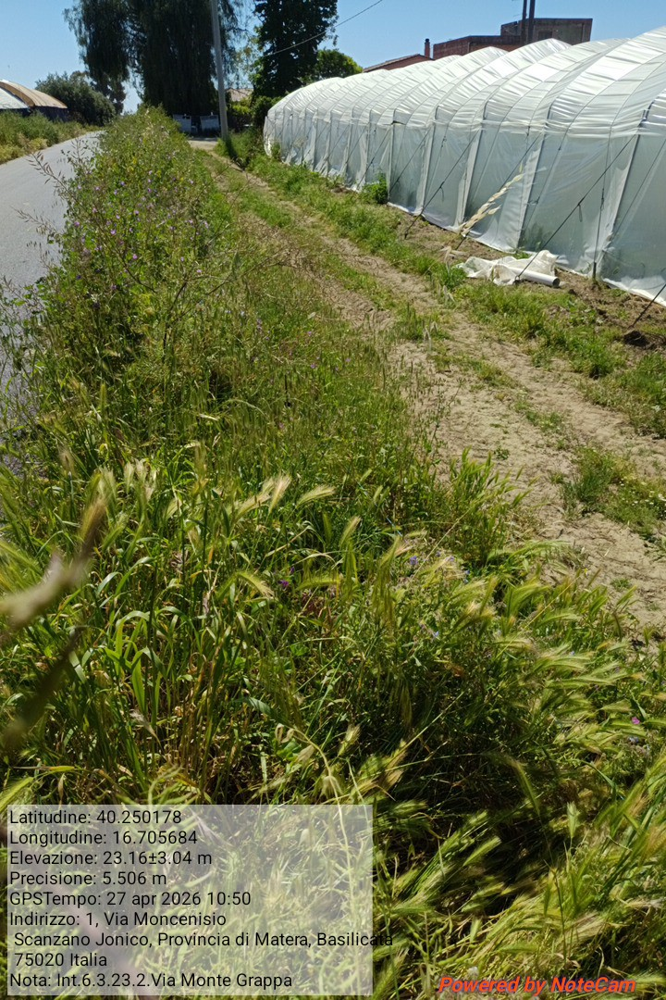 Latitudine: 40.250178
Longitudine: 16.705684
Elevazione: 23.16±3.04 m
Precisione: 5.506 m
GPSTempo: 27 apr 2026 10:50
Indirizzo: 1, Via Moncenisio
Scanzano Jonico, Provincia di Matera, Basilicata
75020 Italia
Nota: Int.6.3.23.2.Via Monte Grappa
Powered by NoteCam